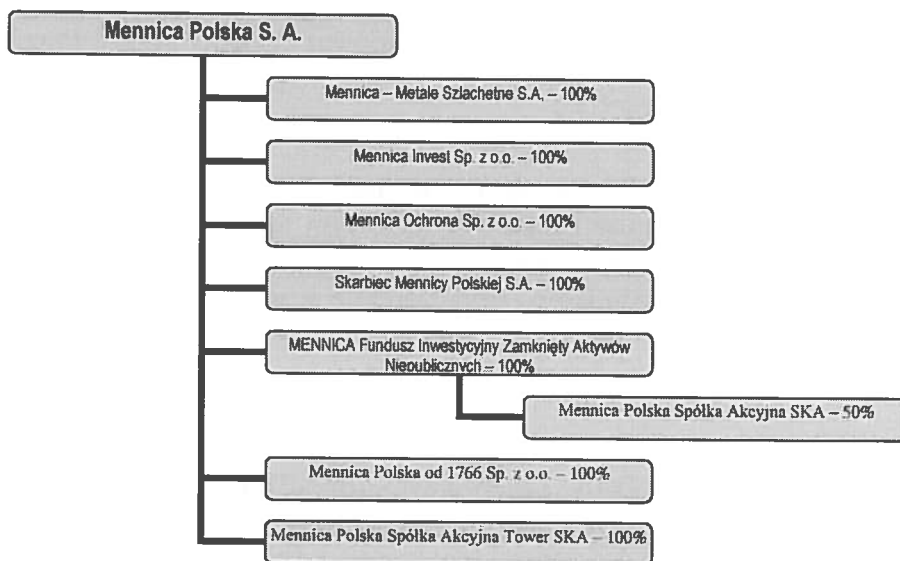 Mennica Polska S. A.
Mennica – Metale Szlachetne S.A. – 100%
Mennica Invest Sp. z o.o. – 100%
Mennica Ochrona Sp. z o.o. – 100%
Skarbiec Mennicy Polskiej S.A. – 100%
MENNICA Fundusz Inwestycyjny Zamknięty Aktywów
Niepublicznych – 100%
Mennica Polska Spółka Akcyjna SKA – 50%
Mennica Polska od 1766 Sp. z o.o. – 100%
Mennica Polska Spółka Akcyjna Tower SKA – 100%